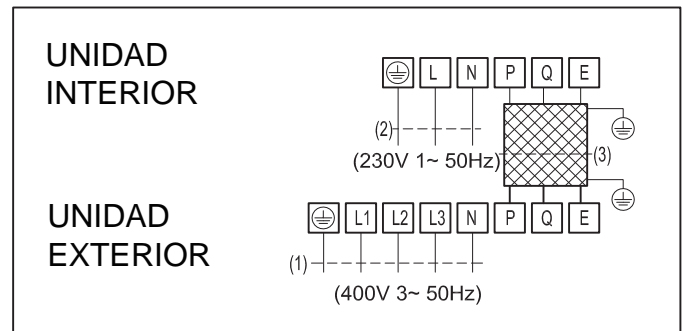 UNIDAD
INTERIOR
L N P Q E
(2)
(230V 1~ 50Hz)
(3)
UNIDAD
EXTERIOR
L1 L2 L3 N P Q E
(1)
(400V 3~ 50Hz)